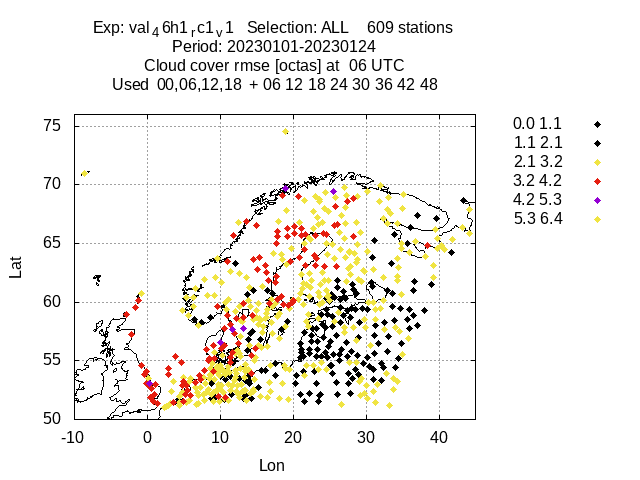 Exp: val4 6h1r c1v 1 Selection: ALL 609 stations
Period: 20230101-20230124
Cloud cover rmse [octas] at 06 UTC
Used 00,06,12,18 + 06 12 18 24 30 36 42 48
0.0 1.1
1.1 2.1
2.1 3.2
3.2 4.2
4.2 5.3
5.3 6.4
75
70
65
60
55
50
Lat
-10 0 10 20 30 40
Lon